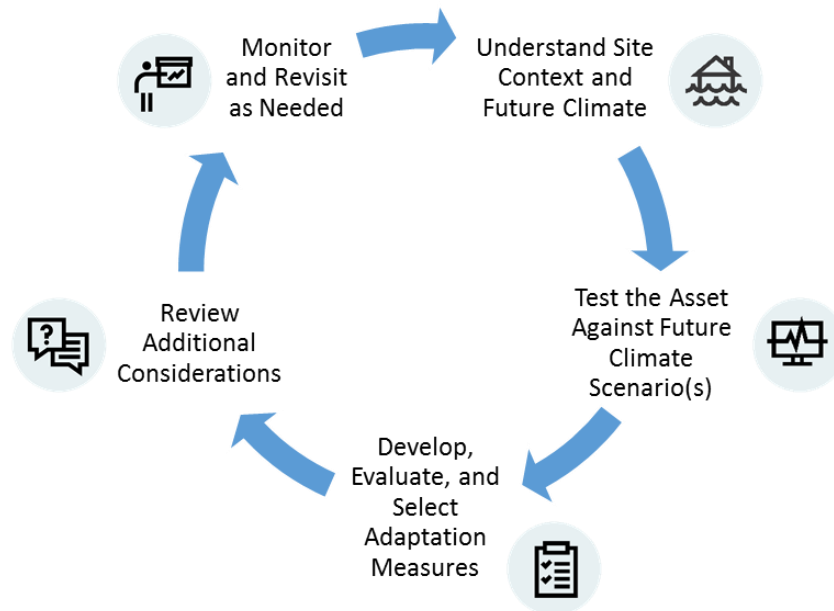 Monitor
and Revisit
as Needed
Understand Site
Context and
Future Climate
Test the Asset
Against Future
Climate
Scenario(s)
Develop,
Evaluate, and
Select
Adaptation
Measures
Review
Additional
Considerations
?